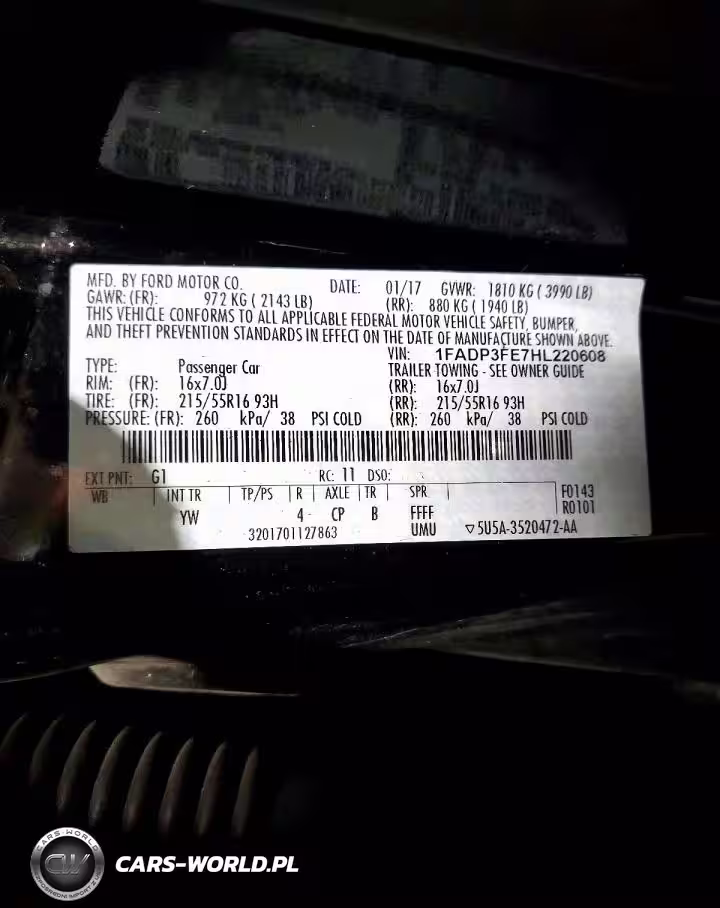 MFD. BY FORD MOTOR CO. DATE: 01/17 GVWR: 1810 KG ( 3990 LB)
GAWR: (FR): 972 KG ( 2143 LB) (RR): 880 KG ( 1940 LB)
THIS VEHICLE CONFORMS TO ALL APPLICABLE FEDERAL MOTOR VEHICLE SAFETY, BUMPER,
AND THEFT PREVENTION STANDARDS IN EFFECT ON THE DATE OF MANUFACTURE SHOWN ABOVE.
VIN: 1FADP3FE7HL220608
TYPE: Passenger Car TRAILER TOWING - SEE OWNER GUIDE
RIM: (FR): 16x7.0J (RR): 16x7.0J
TIRE: (FR): 215/55R16 93H (RR): 215/55R16 93H
PRESSURE: (FR): 260 kPa/ 38 PSI COLD (RR): 260 kPa/ 38 PSI COLD
EXT PNT: G1 RC: 11 DSO:
WB INT TR TP/PS R AXLE TR SPR F0143
R0101
YW 4 CP B FFFF
3201701127863 UMU ▽5U5A-3520472-AA
CARS-WORLD
CW
CARS-WORLD.PL